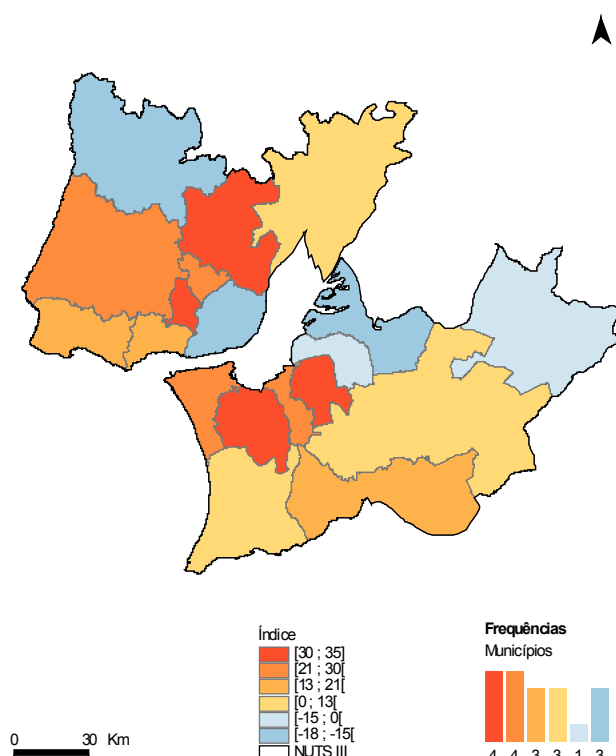 Índice
[30 ; 35]
[21 ; 30[
[13 ; 21[
[0 ; 13[
[-15 ; 0[
[-18 ; -15[
NUTS III
Frequências
Municípios
4 4 3 3 1 3
0 30 Km